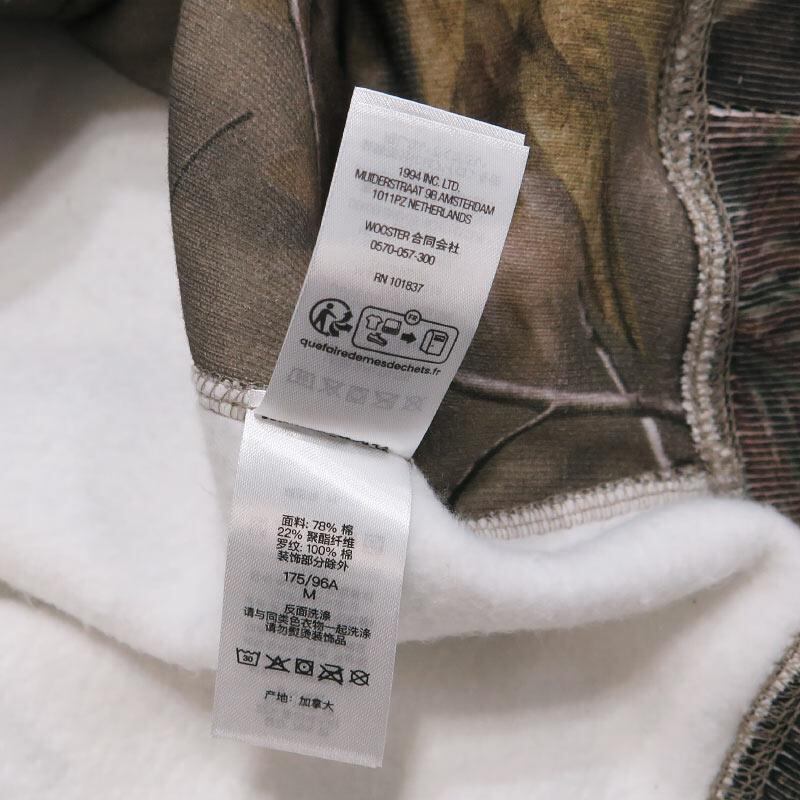 1994 INC. LTD.
MUIDERSTRAAT 9B AMSTERDAM
1011PZ NETHERLANDS
WOOSTER 合同会社
0570-057-300
RN 101837
FR
quefairedemesdechets.fr
面料: 78% 棉
22% 聚酯纤维
罗纹: 100% 棉
装饰部分除外
175/96A
M
反面洗涤
请与同类色衣物一起洗涤
请勿熨烫装饰品
30
产地: 加拿大